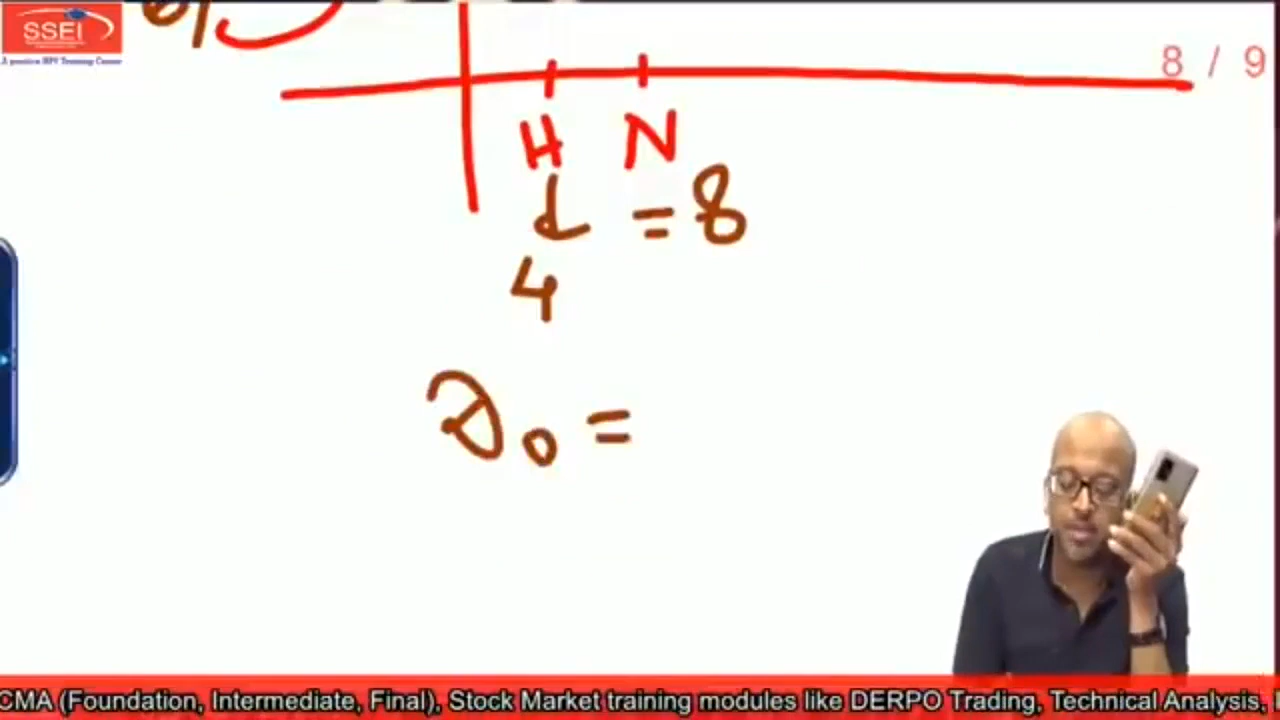 SSEI
8 / 9
H N
↓ = 8
4
D₀ =
CMA (Foundation, Intermediate, Final), Stock Market training modules like DERPO Trading, Technical Analysis,